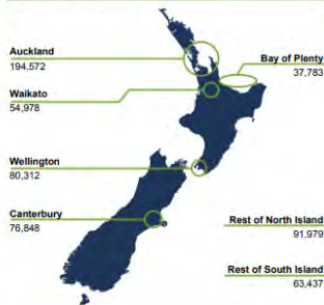 Auckland
194,572
Bay of Plenty
37,783
Waikato
54,978
Wellington
80,312
Canterbury
76,848
Rest of North Island
91,979
Rest of South Island
63,437